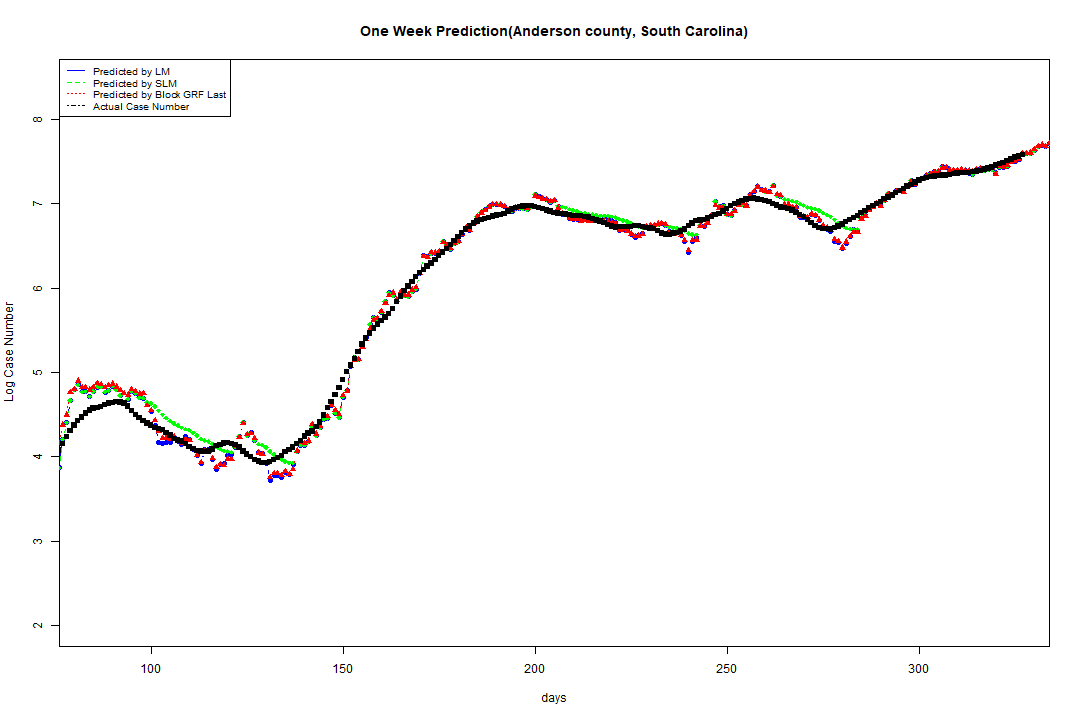 One Week Prediction(Anderson county, South Carolina)
Predicted by LM
Predicted by SLM
Predicted by Block GRF Last
Actual Case Number
8
7
6
5
4
3
2
Log Case Number
100 150 200 250 300
days